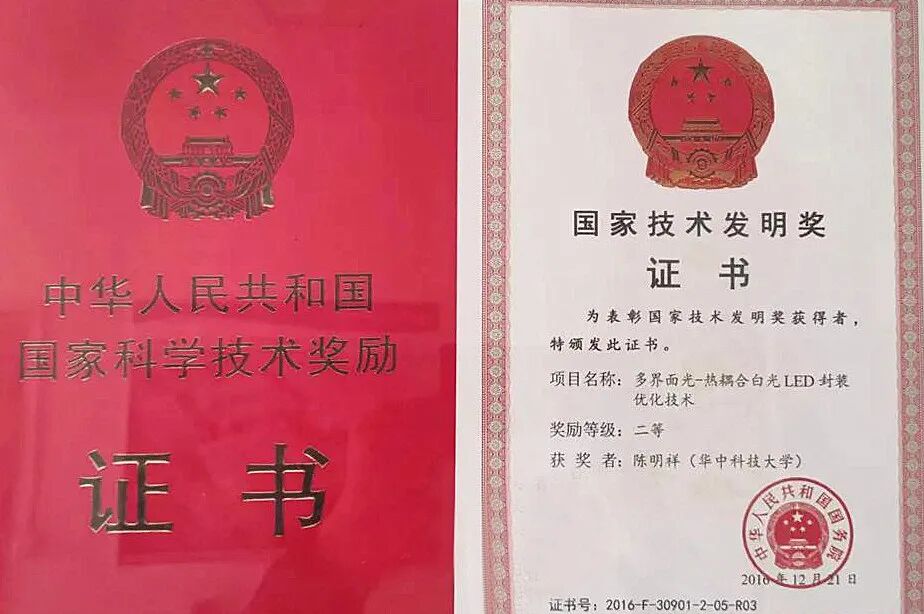 中华人民共和国
国家科学技术奖励
证书
国家技术发明奖
证书
为表彰国家技术发明奖获得者，
特颁发此证书。
项目名称：多界面光-热耦合白光LED封装
优化技术
奖励等级：二等
获奖者：陈明祥（华中科技大学）
中华人民共和国国务院
2016年12月21日
证书号：2016-F-30901-2-05-R03